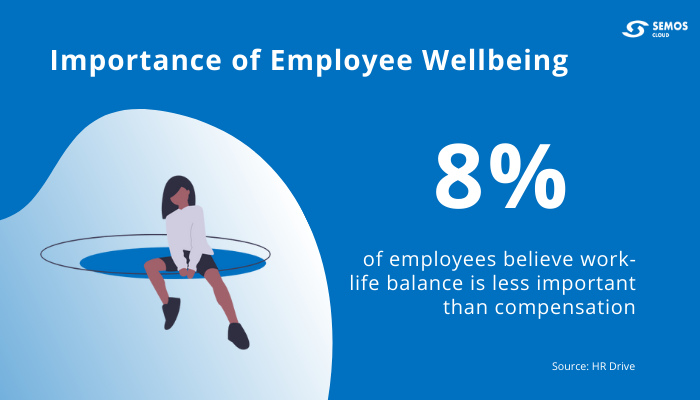 SEMOS
CLOUD
Importance of Employee Wellbeing
8%
of employees believe work-
life balance is less important
than compensation
Source: HR Drive